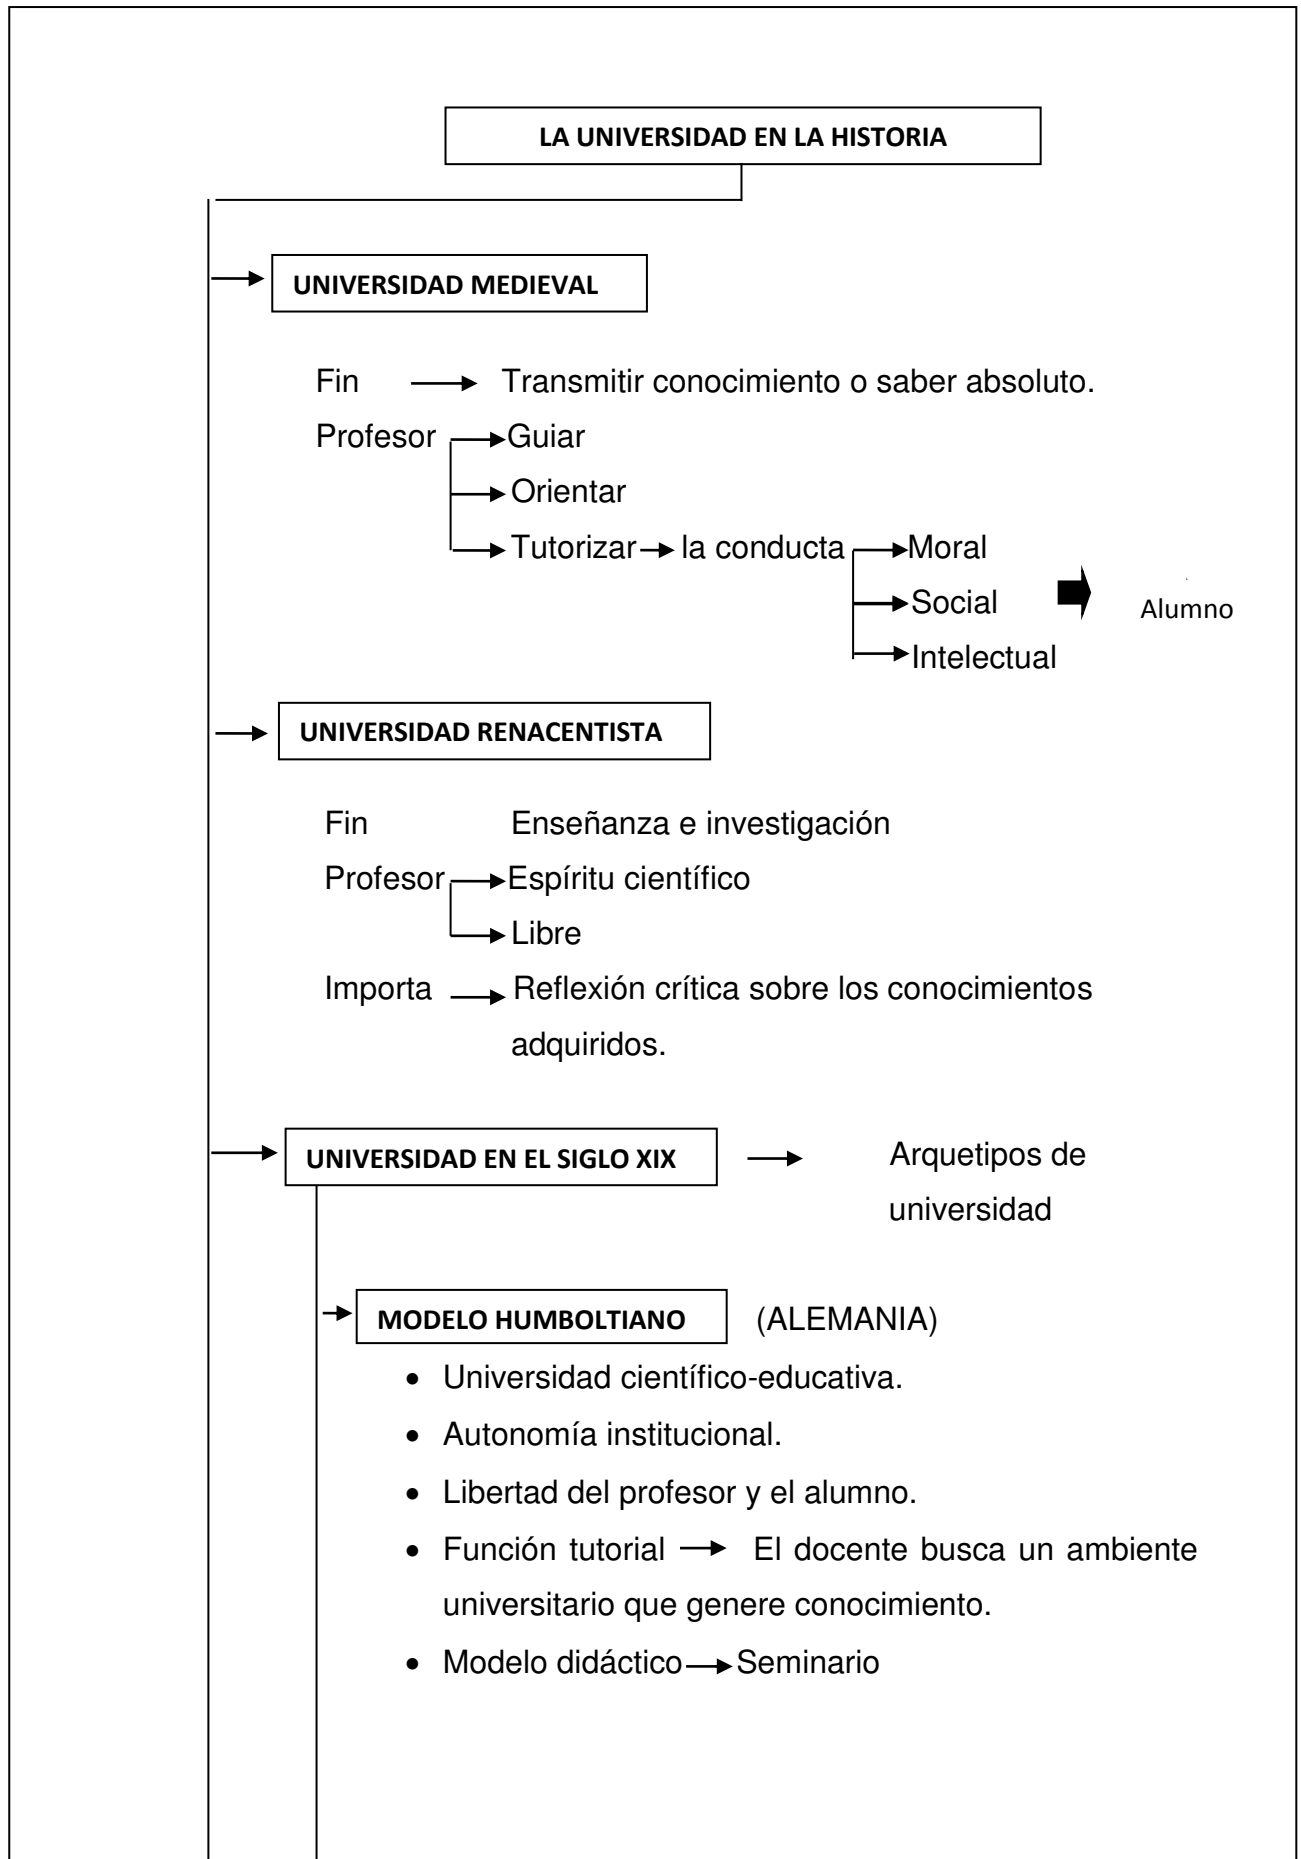 LA UNIVERSIDAD EN LA HISTORIA
UNIVERSIDAD MEDIEVAL
Fin Transmitir conocimiento o saber absoluto.
Profesor Guiar
Orientar
Tutorizar la conducta Moral
Social Alumno
Intelectual
UNIVERSIDAD RENACENTISTA
Fin Enseñanza e investigación
Profesor Espíritu científico
Libre
Importa Reflexión crítica sobre los conocimientos
adquiridos.
UNIVERSIDAD EN EL SIGLO XIX Arquetipos de
universidad
MODELO HUMBOLTIANO (ALEMANIA)
• Universidad científico-educativa.
• Autonomía institucional.
• Libertad del profesor y el alumno.
• Función tutorial El docente busca un ambiente
universitario que genere conocimiento.
• Modelo didáctico Seminario